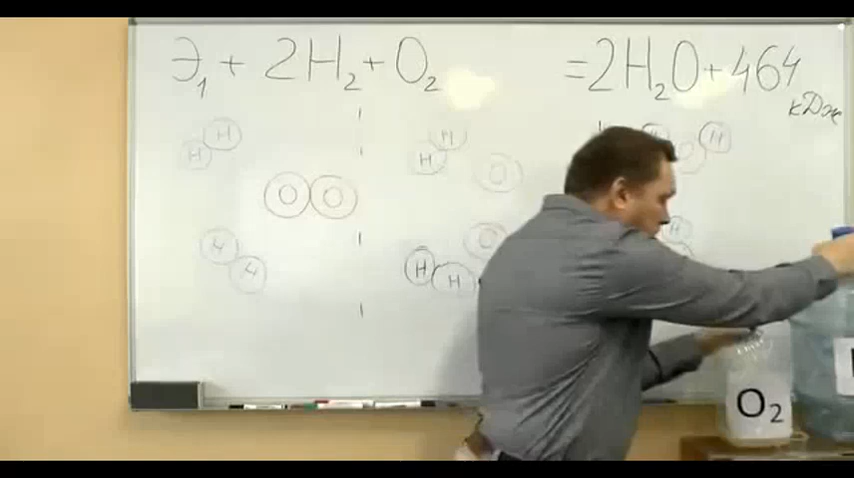 Э₁ + 2H₂ + O₂ = 2H₂O + 464
кДж
H H H H H
H O O O O
H H H H O
H H
O₂